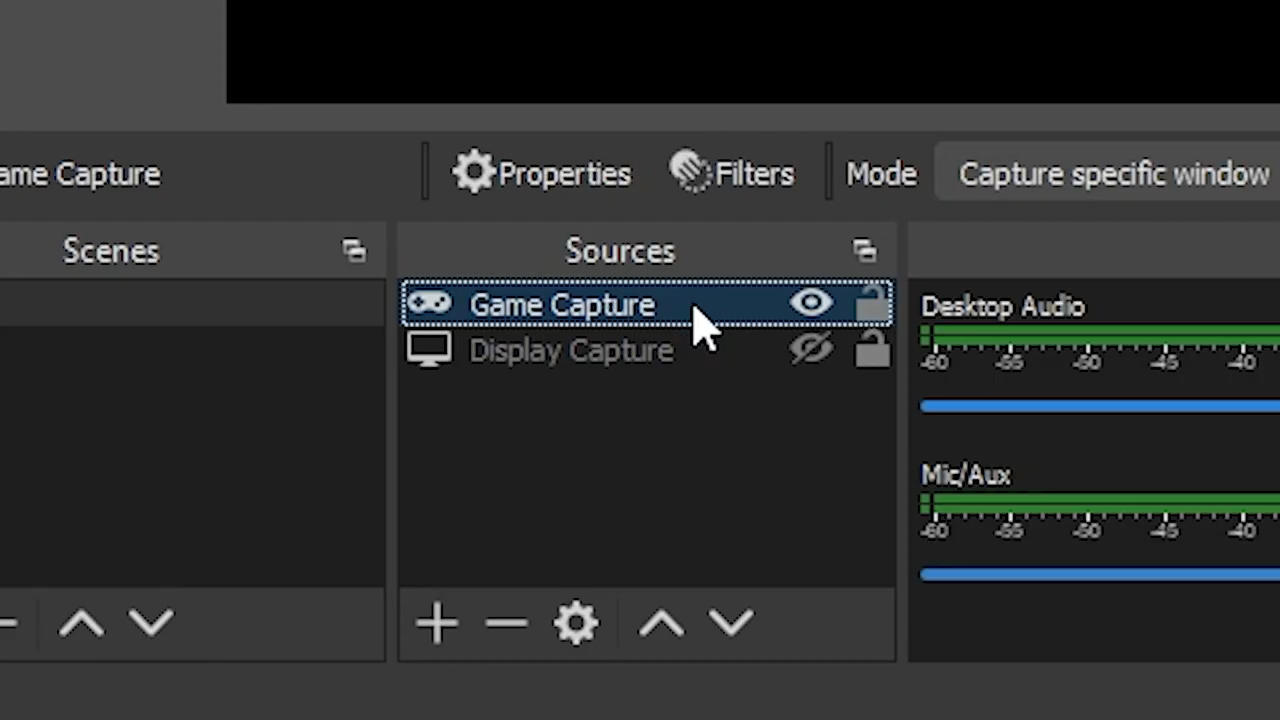 ame Capture
Properties
Filters
Mode
Capture specific window
Scenes
Sources
Game Capture
Display Capture
Desktop Audio
-60 -55 -50 -45 -40
Mic/Aux
-60 -55 -50 -45 -40